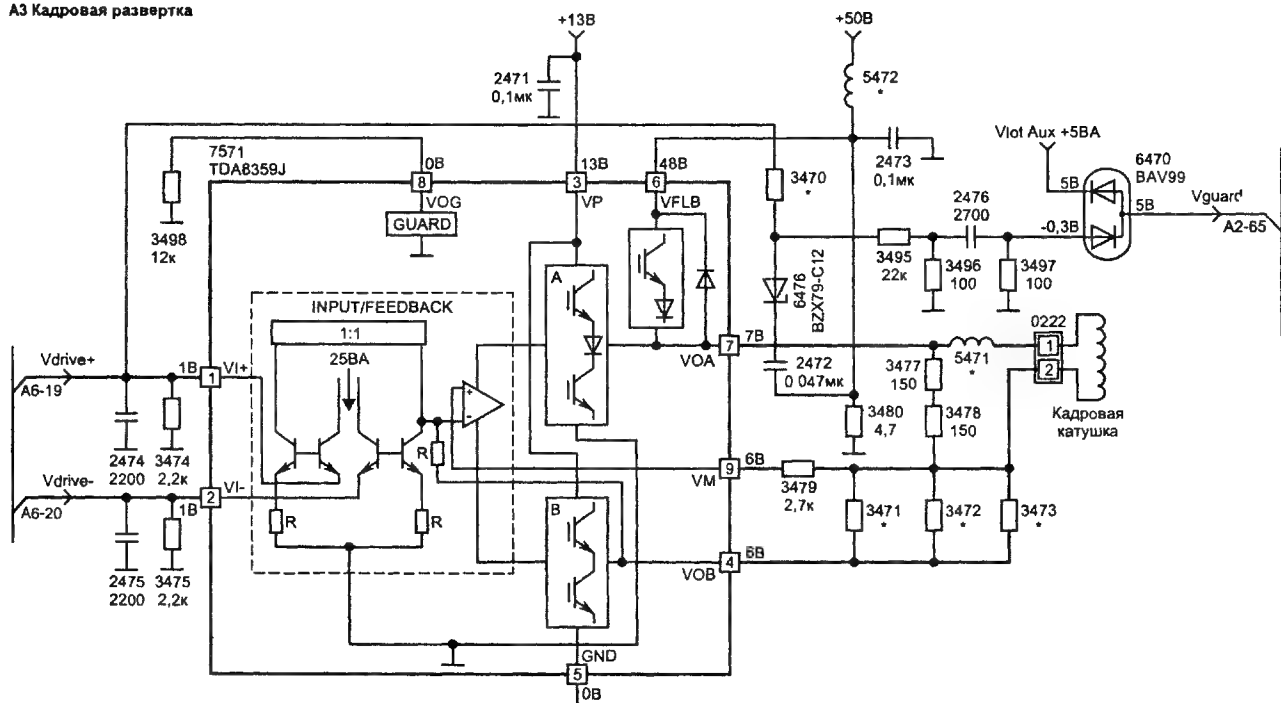 А3 Кадровая развертка
+13В
+50В
2471
0,1мк
5472
*
Vlot Aux +5ВА
6470
BAV99
7571
TDA8359J
0В
8
VOG
GUARD
13В
3
VP
48В
6
VFLB
3470
*
2473
0,1мк
5В
5В
Vguard
А2-65
-0,3В
2476
2700
3495
22к
3496
100
3497
100
3498
12к
6476
BZX79-C12
INPUT/FEEDBACK
1:1
25ВА
A
7В
7
VOA
5471
*
0222
1
2
Кадровая
катушка
Vdrive+
А6-19
1В
1
VI+
2472
0 047мк
3477
150
3478
150
3480
4,7
+
-
R
2474
2200
3474
2,2к
Vdrive-
А6-20
1В
2
VI-
R
R
6В
9
VM
3479
2,7к
3471
*
3472
*
3473
*
B
6В
4
VOB
2475
2200
3475
2,2к
GND
5
0В